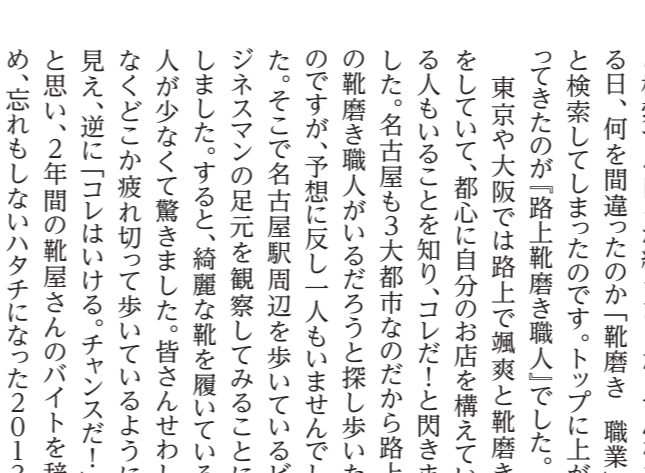 る日、何を間違ったのか「靴磨き　職業」
と検索してしまったのです。トップに上が
ってきたのが『路上靴磨き職人』でした。
東京や大阪では路上で颯爽と靴磨き
をしていて、都心に自分のお店を構えてい
る人もいることを知り、コレだ！と閃きま
した。名古屋も３大都市なのだから路上
の靴磨き職人がいるだろうと探し歩いた
のですが、予想に反し一人もいませんでし
た。そこで名古屋駅周辺を歩いているビ
ジネスマンの足元を観察してみることに
しました。すると、綺麗な靴を履いている
人が少なくて驚きました。皆さんせわし
なくどこか疲れ切って歩いているように
見え、逆に「コレはいける。チャンスだ！」
と思い、２年間の靴屋さんのバイトを辞
め、忘れもしないハタチになった２０１